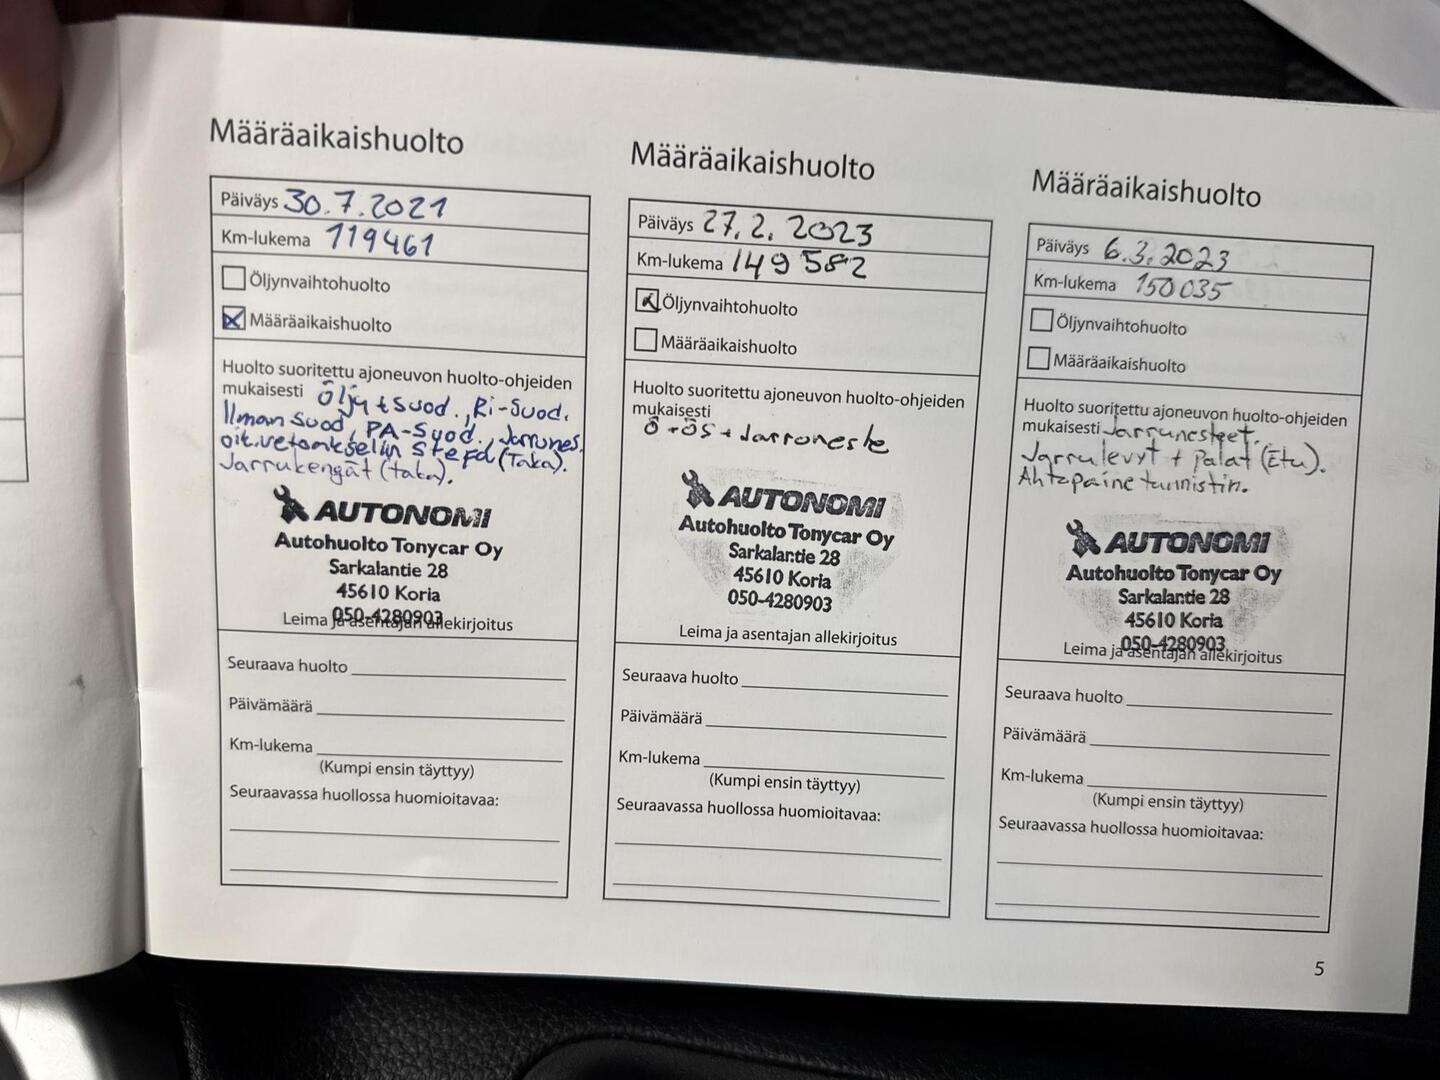 Määräaikaishuolto
Päiväys 30.7.2021
Km-lukema 119461
Öljynvaihtohuolto
Määräaikaishuolto
Huolto suoritettu ajoneuvon huolto-ohjeiden
mukaisesti Öljy+suod., Ri-Suod.
Ilman suod, PA-Suod. Jarrunes.
oik.vetoakselin stefa (Taka).
Jarrukengät (taka).
AUTONOMI
Autohuolto Tonycar Oy
Sarkalantie 28
45610 Koria
050-4280903
Leima ja asentajan allekirjoitus
Seuraava huolto
Päivämäärä
Km-lukema
(Kumpi ensin täyttyy)
Seuraavassa huollossa huomioitavaa:
Määräaikaishuolto
Päiväys 27.2.2023
Km-lukema 149582
Öljynvaihtohuolto
Määräaikaishuolto
Huolto suoritettu ajoneuvon huolto-ohjeiden
mukaisesti
Ö+ÖS+Jarruneste
AUTONOMI
Autohuolto Tonycar Oy
Sarkalantie 28
45610 Koria
050-4280903
Leima ja asentajan allekirjoitus
Seuraava huolto
Päivämäärä
Km-lukema
(Kumpi ensin täyttyy)
Seuraavassa huollossa huomioitavaa:
Määräaikaishuolto
Päiväys 6.3.2023
Km-lukema 150035
Öljynvaihtohuolto
Määräaikaishuolto
Huolto suoritettu ajoneuvon huolto-ohjeiden
mukaisesti Jarrunesteet.
Jarrulevyt + palat (Etu).
Ahtopaine tunnistin.
AUTONOMI
Autohuolto Tonycar Oy
Sarkalantie 28
45610 Koria
050-4280903
Leima ja asentajan allekirjoitus
Seuraava huolto
Päivämäärä
Km-lukema
(Kumpi ensin täyttyy)
Seuraavassa huollossa huomioitavaa:
5